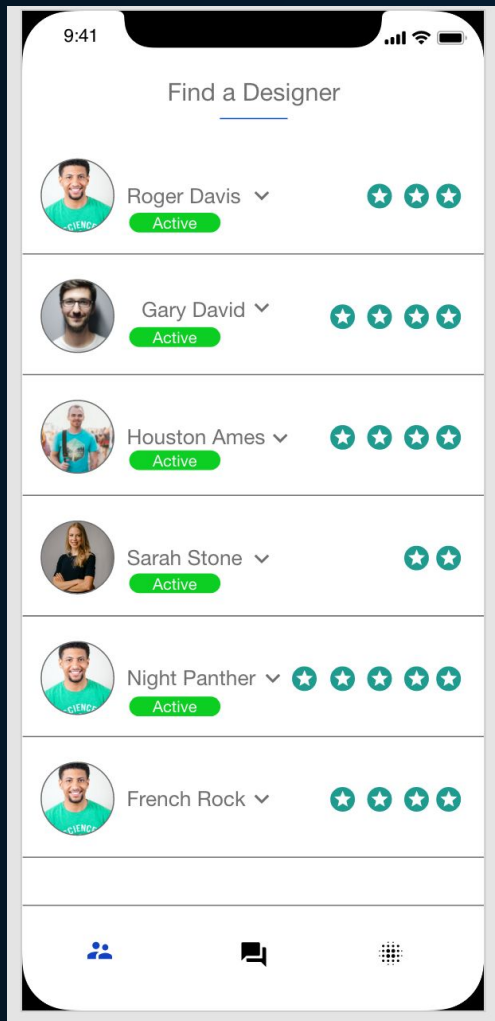 9:41
Find a Designer
Roger Davis
Active
Gary David
Active
Houston Ames
Active
Sarah Stone
Active
Night Panther
Active
French Rock